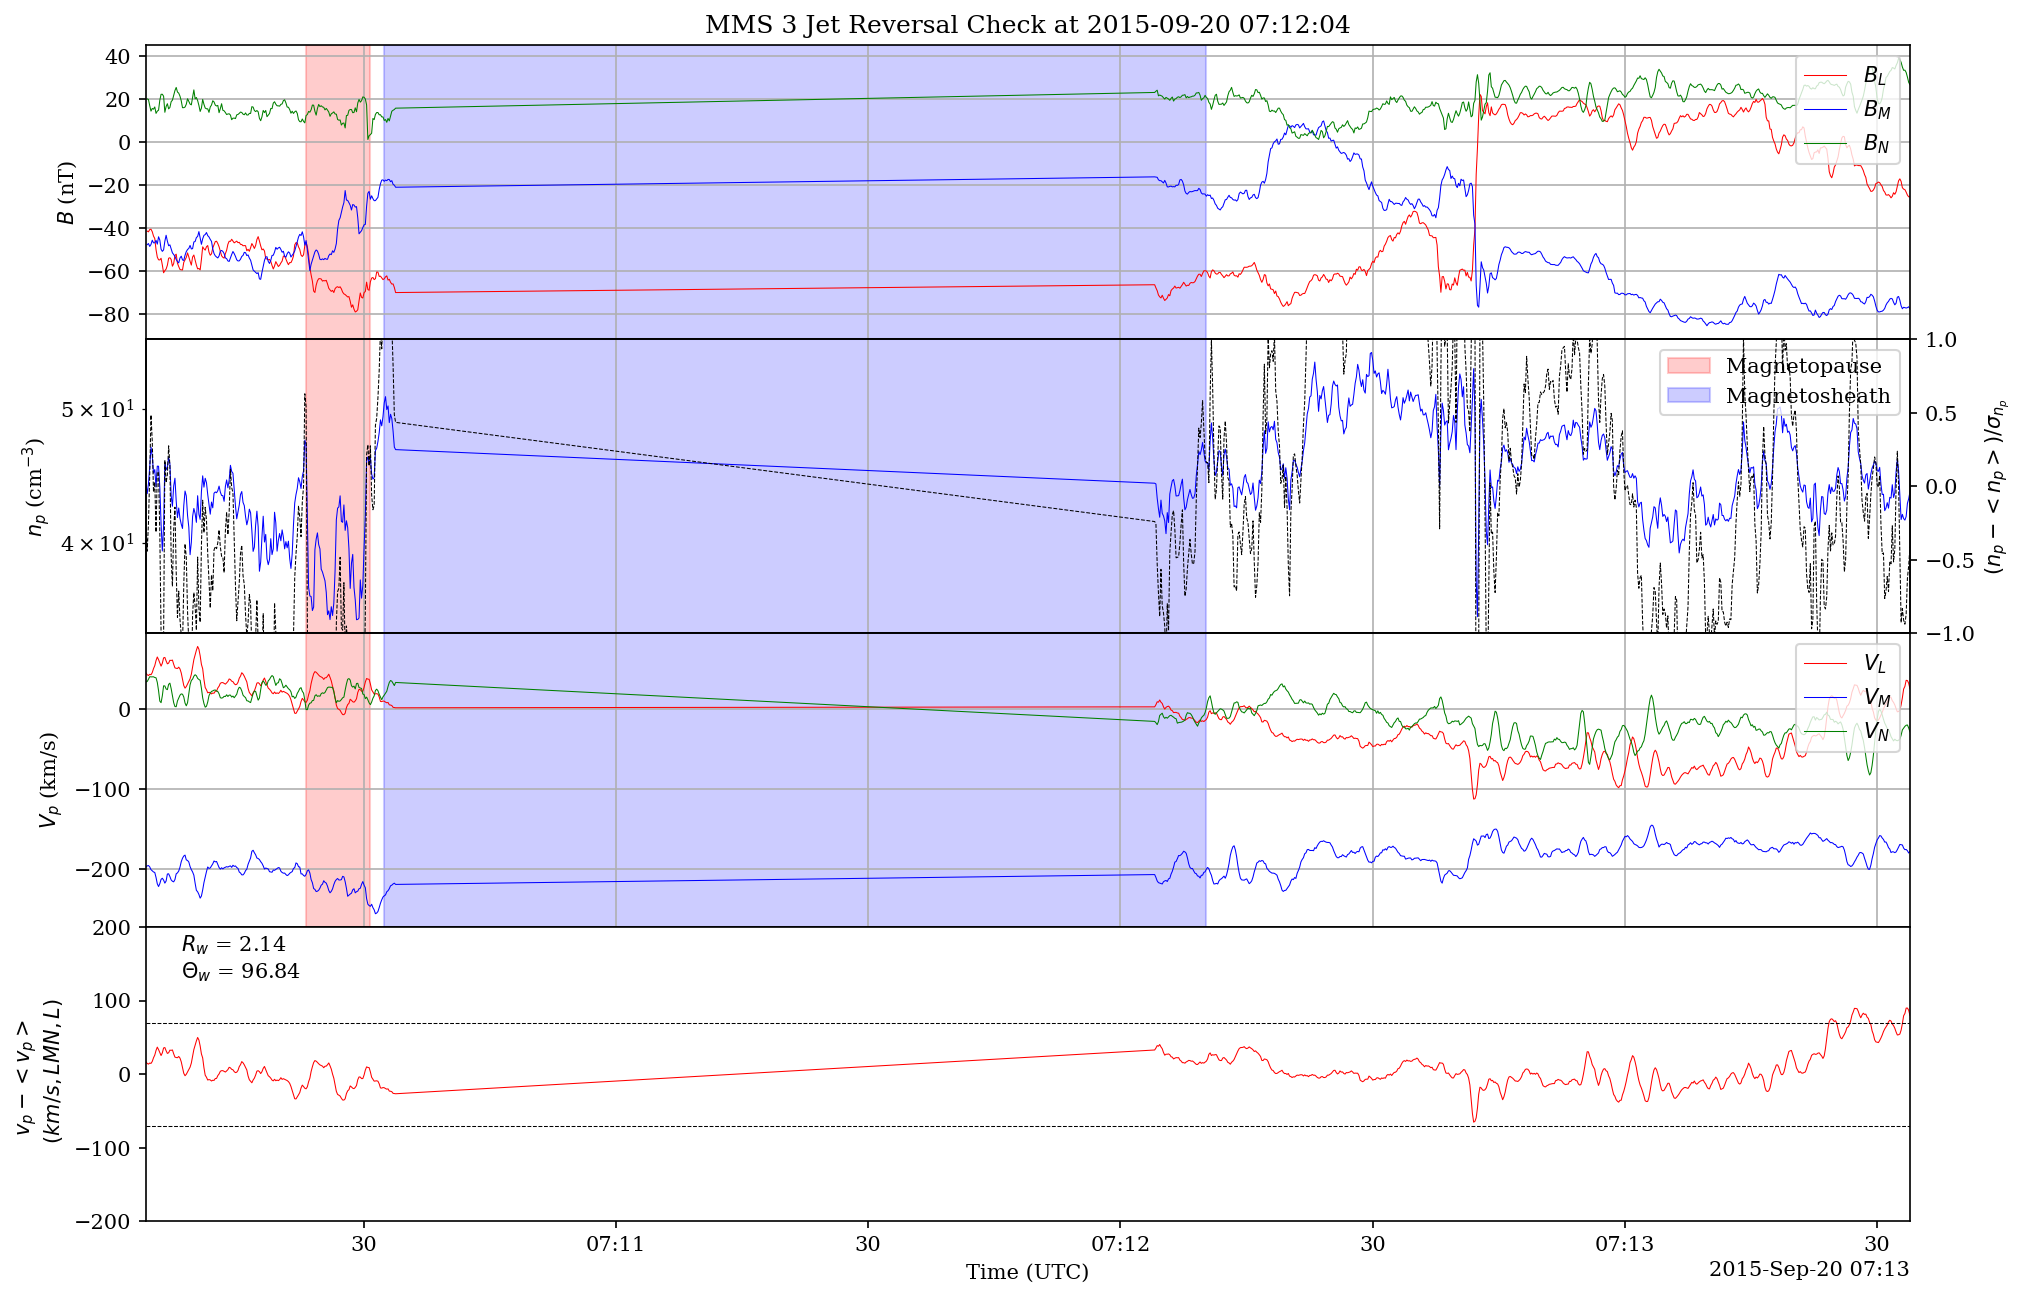 MMS 3 Jet Reversal Check at 2015-09-20 07:12:04
40
20
0
−20
−40
−60
−80
B (nT)
B_L
B_M
B_N
5 × 10^1
4 × 10^1
n_p (cm^−3)
1.0
0.5
0.0
−0.5
−1.0
(n_p − < n_p >)/σ_{n_p}
Magnetopause
Magnetosheath
0
−100
−200
V_p (km/s)
V_L
V_M
V_N
200
100
0
−100
−200
v_p − < v_p >
(km/s, LMN, L)
R_w = 2.14
Θ_w = 96.84
30
07:11
30
07:12
30
07:13
30
Time (UTC)
2015-Sep-20 07:13